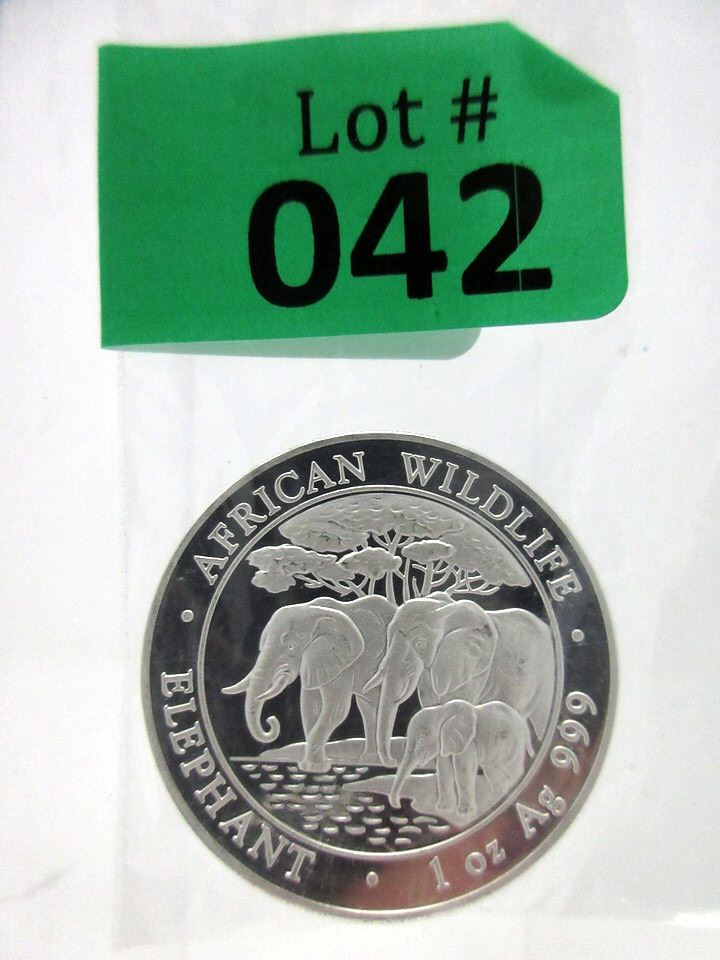 Lot #
042
AFRICAN WILDLIFE
ELEPHANT • 1 oz Ag 999